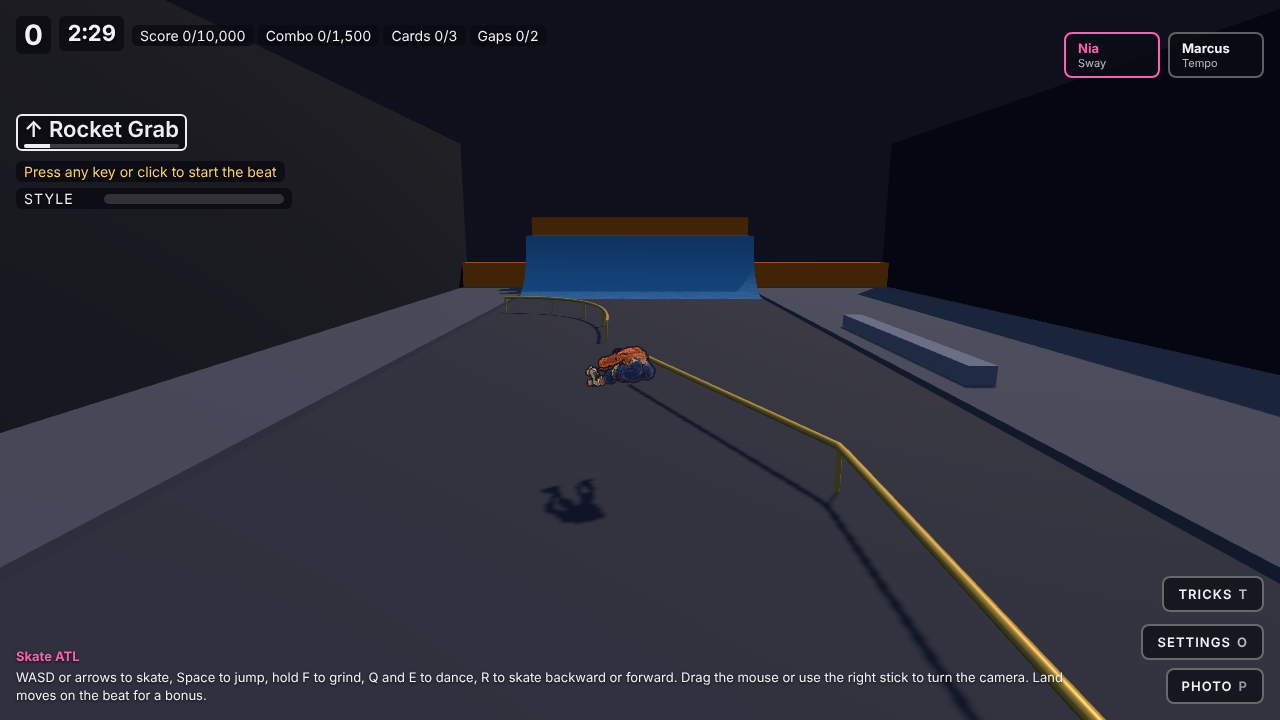 0
2:29
Score 0/10,000
Combo 0/1,500
Cards 0/3
Gaps 0/2
Nia
Sway
Marcus
Tempo
↑ Rocket Grab
Press any key or click to start the beat
STYLE
TRICKS T
SETTINGS O
PHOTO P
Skate ATL
WASD or arrows to skate, Space to jump, hold F to grind, Q and E to dance, R to skate backward or forward. Drag the mouse or use the right stick to turn the camera. Land
moves on the beat for a bonus.